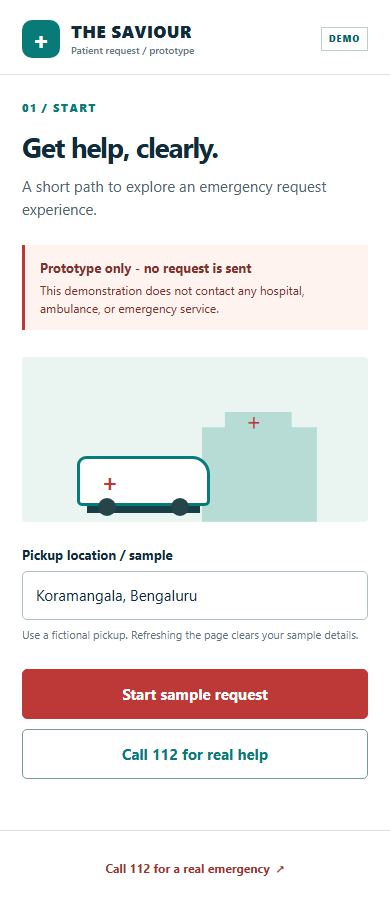 THE SAVIOUR
Patient request / prototype
DEMO
01 / START
Get help, clearly.
A short path to explore an emergency request
experience.
Prototype only - no request is sent
This demonstration does not contact any hospital,
ambulance, or emergency service.
Pickup location / sample
Koramangala, Bengaluru
Use a fictional pickup. Refreshing the page clears your sample details.
Start sample request
Call 112 for real help
Call 112 for a real emergency ↗